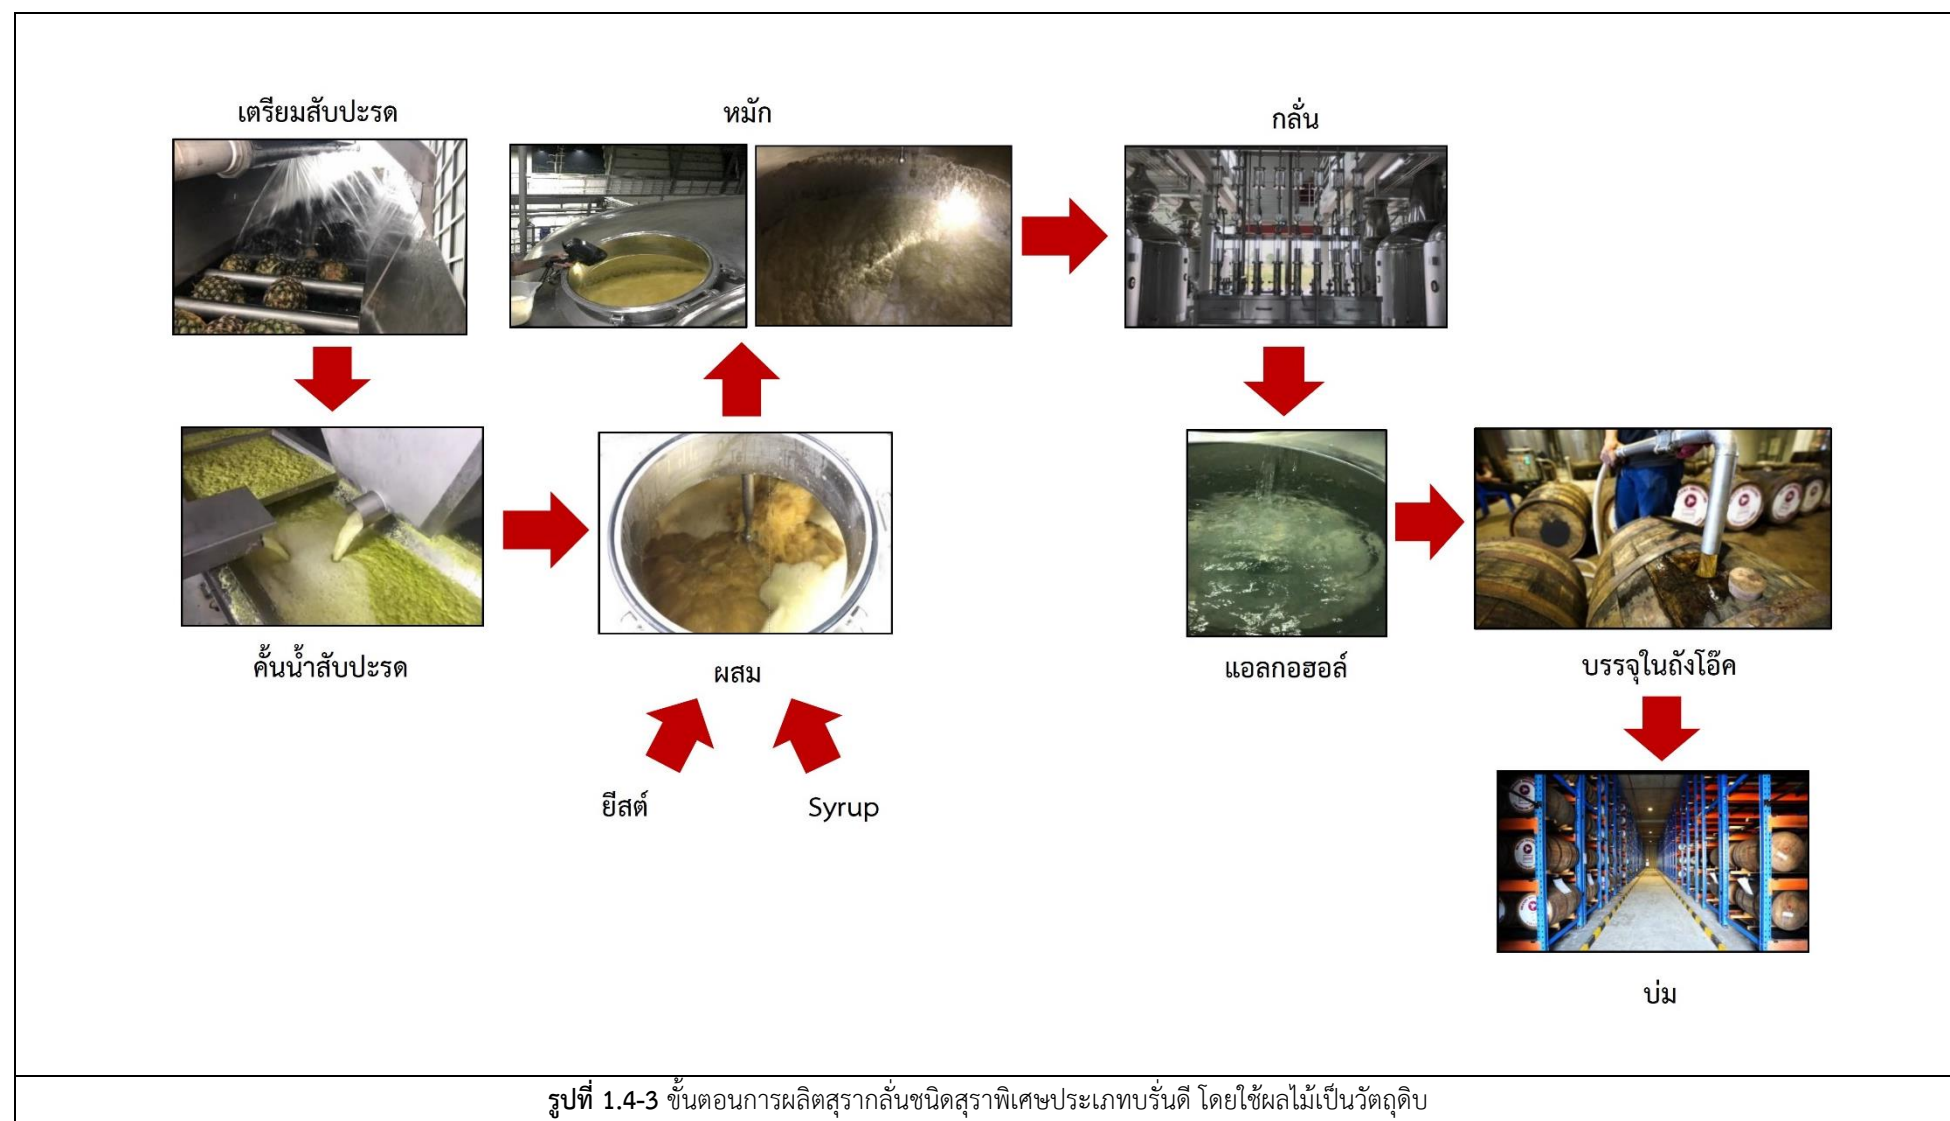 เตรียมสับปะรด
หมัก
กลั่น
คั้นน้ำสับปะรด
ผสม
ยีสต์
Syrup
แอลกอฮอล์
บรรจุในถังโอ๊ค
บ่ม
รูปที่ 1.4-3 ขั้นตอนการผลิตสุรากลั่นชนิดสุราพิเศษประเภทบรั่นดี โดยใช้ผลไม้เป็นวัตถุดิบ